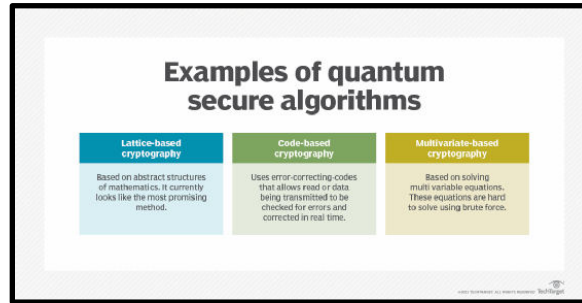 Examples of quantum
secure algorithms
Lattice-based
cryptography
Based on abstract structures
of mathematics. It currently
looks like the most promising
method.
Code-based
cryptography
Uses error-correcting-codes
that allows read or data
being transmitted to be
checked for errors and
corrected in real time.
Multivariate-based
cryptography
Based on solving
multi variable equations.
These equations are hard
to solve using brute force.
TechTarget